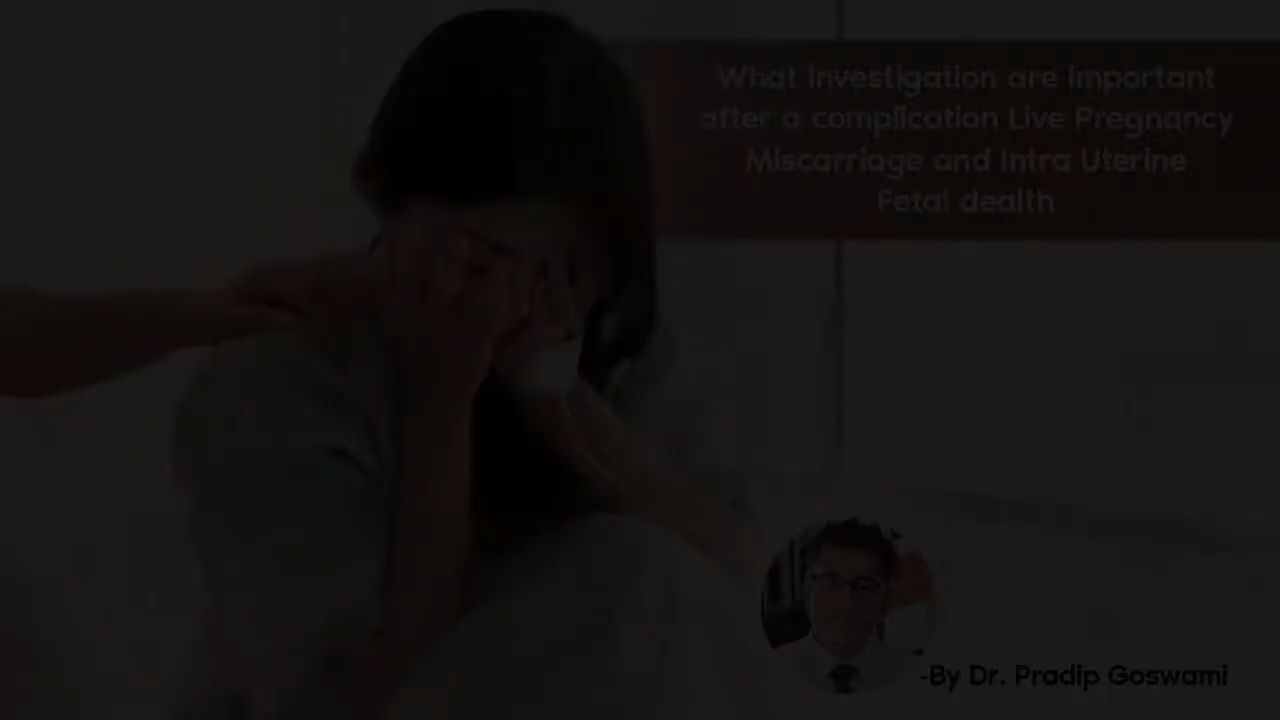 What Investigation are important
after a complication Live Pregnancy
Miscarriage and Intra Uterine
Fetal dealth
-By Dr. Pradip Goswami